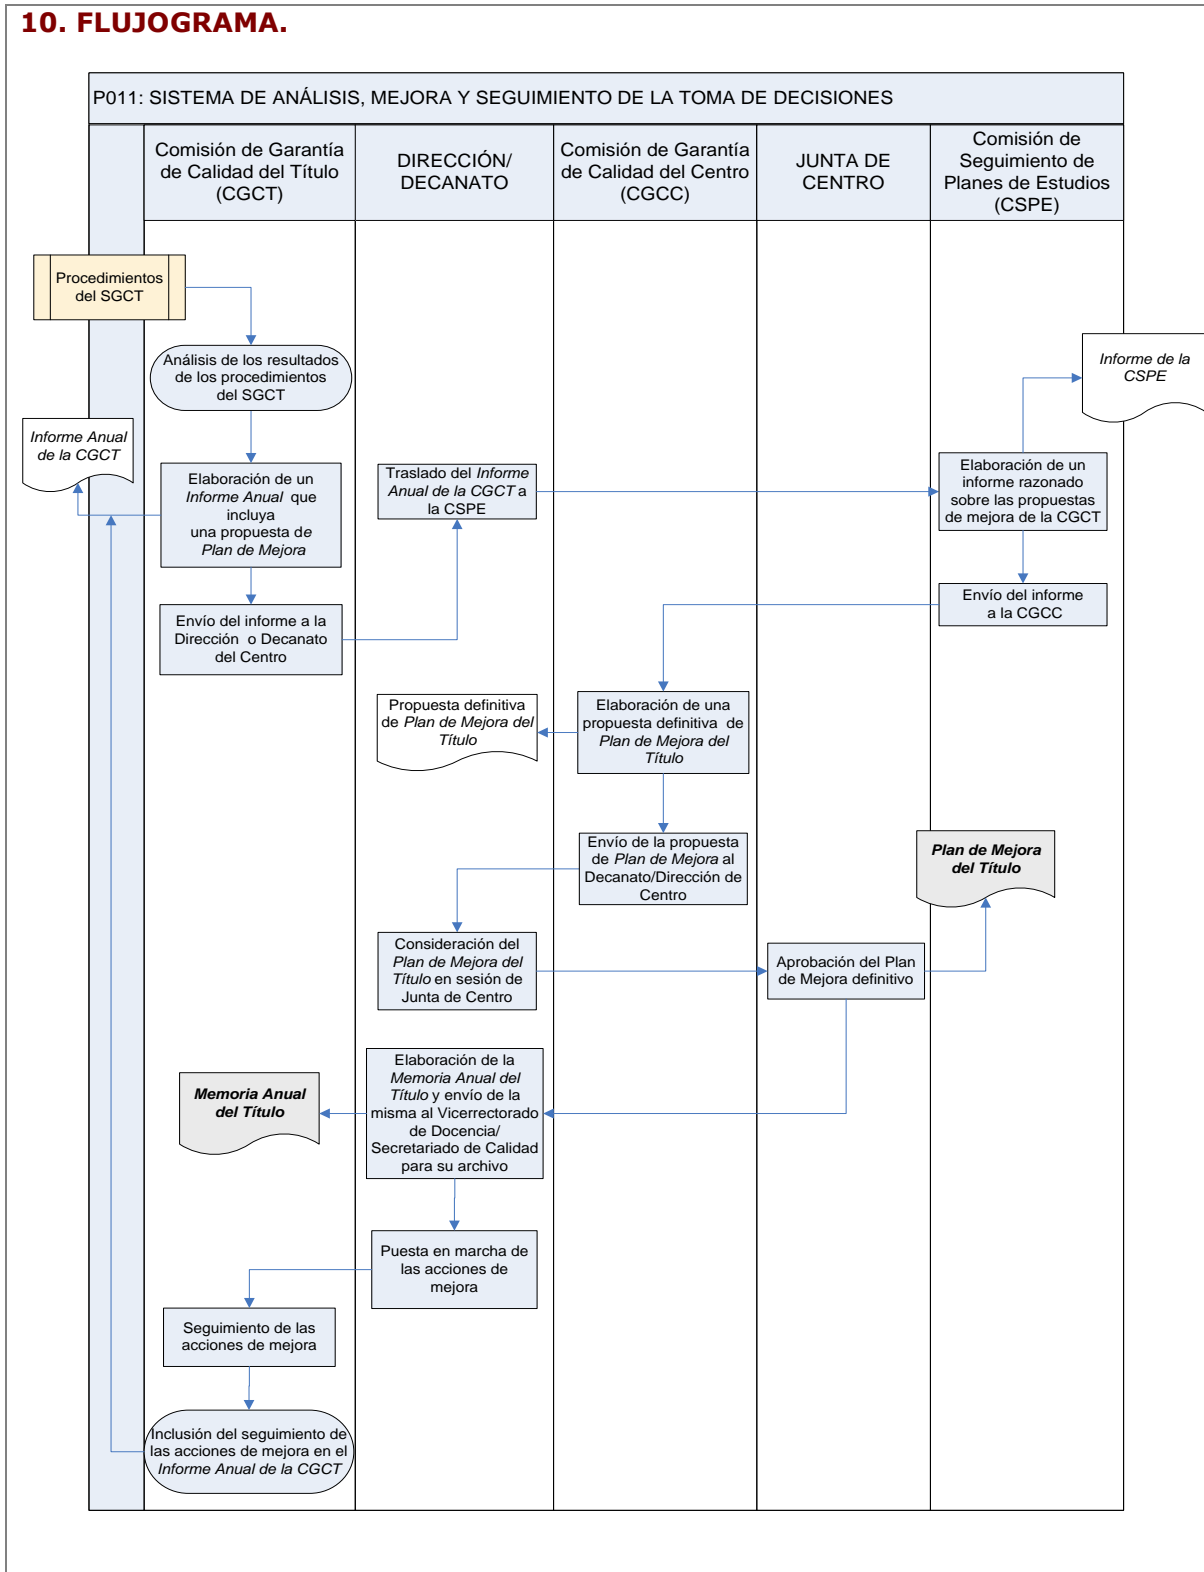 10. FLUJOGRAMA.
P011: SISTEMA DE ANÁLISIS, MEJORA Y SEGUIMIENTO DE LA TOMA DE DECISIONES
Comisión de Garantía
de Calidad del Título
(CGCT)
DIRECCIÓN/
DECANATO
Comisión de Garantía
de Calidad del Centro
(CGCC)
JUNTA DE
CENTRO
Comisión de
Seguimiento de
Planes de Estudios
(CSPE)
Procedimientos
del SGCT
Análisis de los resultados
de los procedimientos
del SGCT
Informe de la
CSPE
Informe Anual
de la CGCT
Elaboración de un
Informe Anual que
incluya
una propuesta de
Plan de Mejora
Traslado del Informe
Anual de la CGCT a
la CSPE
Elaboración de un
informe razonado
sobre las propuestas
de mejora de la CGCT
Envío del informe a la
Dirección o Decanato
del Centro
Envío del informe
a la CGCC
Propuesta definitiva
de Plan de Mejora del
Título
Elaboración de una
propuesta definitiva de
Plan de Mejora del
Título
Envío de la propuesta
de Plan de Mejora al
Decanato/Dirección de
Centro
Plan de Mejora
del Título
Consideración del
Plan de Mejora del
Título en sesión de
Junta de Centro
Aprobación del Plan
de Mejora definitivo
Memoria Anual
del Título
Elaboración de la
Memoria Anual del
Título y envío de la
misma al Vicerrectorado
de Docencia/
Secretariado de Calidad
para su archivo
Puesta en marcha de
las acciones de
mejora
Seguimiento de las
acciones de mejora
Inclusión del seguimiento de
las acciones de mejora en el
Informe Anual de la CGCT